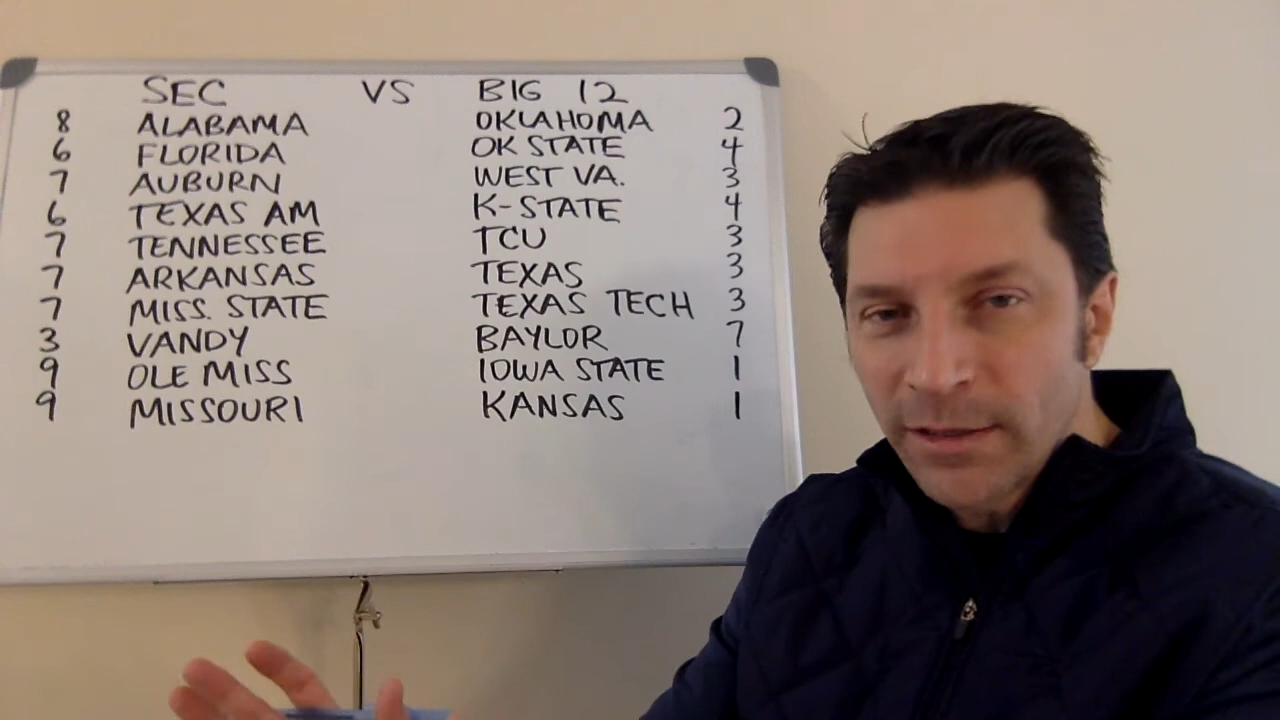 SEC VS BIG 12
8 ALABAMA OKLAHOMA 2
6 FLORIDA OK STATE 4
7 AUBURN WEST VA. 3
6 TEXAS AM K-STATE 4
7 TENNESSEE TCU 3
7 ARKANSAS TEXAS 3
7 MISS. STATE TEXAS TECH 3
3 VANDY BAYLOR 7
9 OLE MISS IOWA STATE 1
9 MISSOURI KANSAS 1